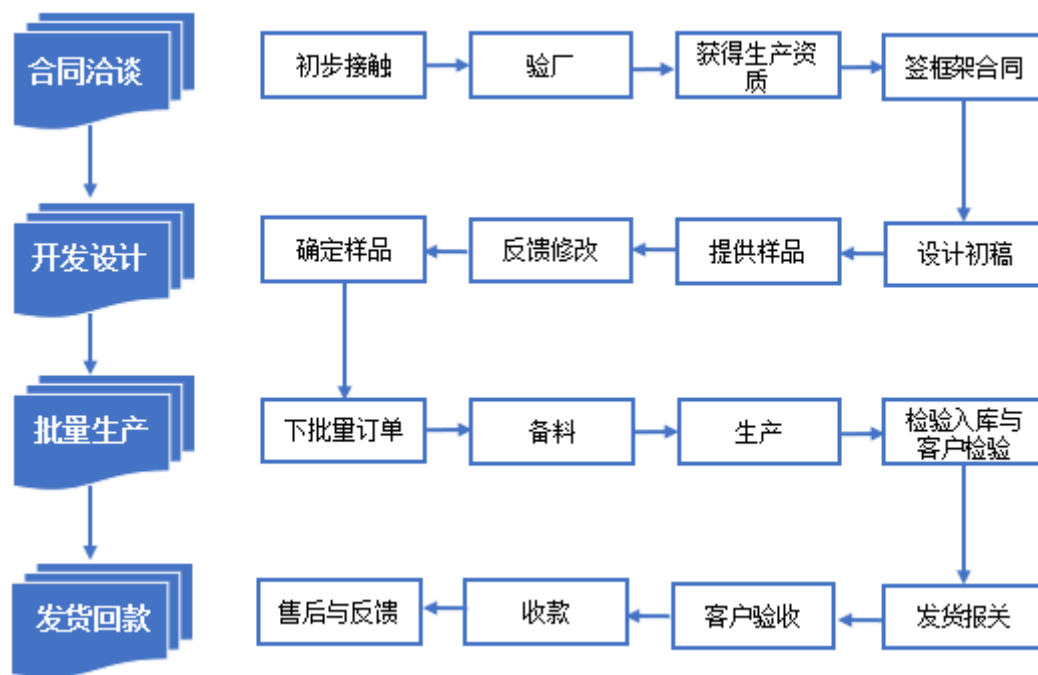 合同洽谈
初步接触
验厂
获得生产资
质
签框架合同
开发设计
确定样品
反馈修改
提供样品
设计初稿
批量生产
下批量订单
备料
生产
检验入库与
客户检验
发货回款
售后与反馈
收款
客户验收
发货报关